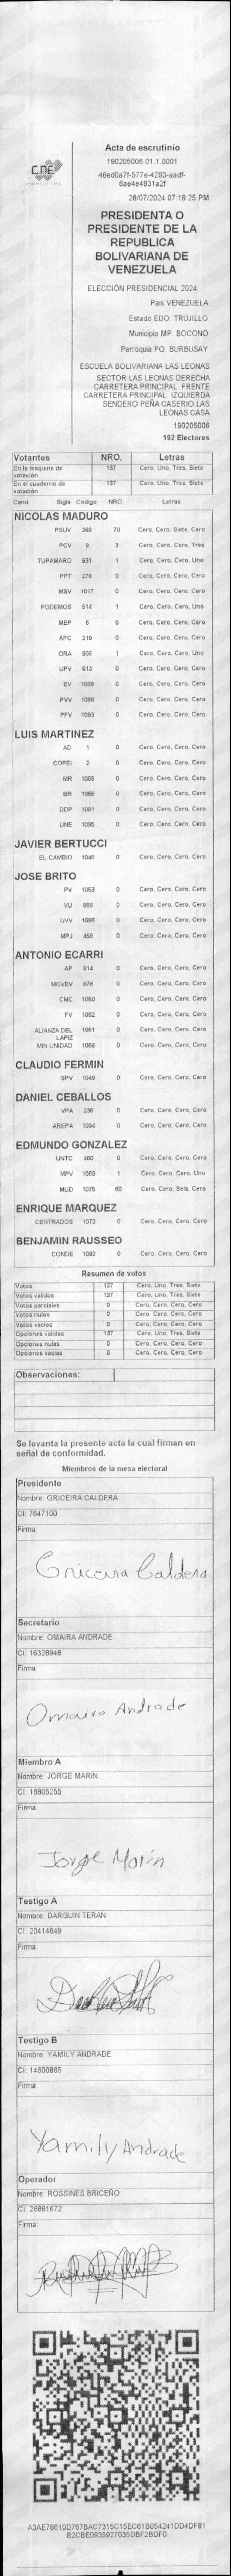 CNE
Acta de escrutinio
190205006.01.1.0001
46ed0a7f-577e-4293-aadf-
6ae4e4831a2f
28/07/2024 07:18:25 PM
PRESIDENTA O
PRESIDENTE DE LA
REPUBLICA
BOLIVARIANA DE
VENEZUELA
ELECCIÓN PRESIDENCIAL 2024
Pais VENEZUELA
Estado EDO. TRUJILLO
Municipio MP. BOCONO
Parroquia PQ. BURBUSAY
ESCUELA BOLIVARIANA LAS LEONAS
SECTOR LAS LEONAS DERECHA
CARRETERA PRINCIPAL. FRENTE
CARRETERA PRINCIPAL. IZQUIERDA
SENDERO PEÑA CASERIO LAS
LEONAS CASA
190205006
192 Electores
Votantes NRO. Letras
En la maquina de votación 137 Cero, Uno, Tres, Siete
En el cuaderno de votación 137 Cero, Uno, Tres, Siete
Cand. Sigla Codigo NRO. Letras
NICOLAS MADURO
PSUV 269 70 Cero, Cero, Siete, Cero
PCV 9 3 Cero, Cero, Cero, Tres
TUPAMARO 931 1 Cero, Cero, Cero, Uno
PPT 276 0 Cero, Cero, Cero, Cero
MSV 1017 0 Cero, Cero, Cero, Cero
PODEMOS 514 1 Cero, Cero, Cero, Uno
MEP 6 0 Cero, Cero, Cero, Cero
APC 219 0 Cero, Cero, Cero, Cero
ORA 905 1 Cero, Cero, Cero, Uno
UPV 613 0 Cero, Cero, Cero, Cero
EV 1089 0 Cero, Cero, Cero, Cero
PVV 1090 0 Cero, Cero, Cero, Cero
PFV 1093 0 Cero, Cero, Cero, Cero
LUIS MARTINEZ
AD 1 0 Cero, Cero, Cero, Cero
COPEI 2 0 Cero, Cero, Cero, Cero
MR 1055 0 Cero, Cero, Cero, Cero
BR 1066 0 Cero, Cero, Cero, Cero
DDP 1091 0 Cero, Cero, Cero, Cero
UNE 1095 0 Cero, Cero, Cero, Cero
JAVIER BERTUCCI
EL CAMBIO 1040 0 Cero, Cero, Cero, Cero
JOSE BRITO
PV 1053 0 Cero, Cero, Cero, Cero
VU 969 0 Cero, Cero, Cero, Cero
UVV 1096 0 Cero, Cero, Cero, Cero
MPJ 458 0 Cero, Cero, Cero, Cero
ANTONIO ECARRI
AP 914 0 Cero, Cero, Cero, Cero
MOVEV 878 0 Cero, Cero, Cero, Cero
CMC 1050 0 Cero, Cero, Cero, Cero
FV 1052 0 Cero, Cero, Cero, Cero
ALIANZA DEL LAPIZ 1061 0 Cero, Cero, Cero, Cero
MIN UNIDAD 1069 0 Cero, Cero, Cero, Cero
CLAUDIO FERMIN
SPV 1049 0 Cero, Cero, Cero, Cero
DANIEL CEBALLOS
VPA 236 0 Cero, Cero, Cero, Cero
AREPA 1094 0 Cero, Cero, Cero, Cero
EDMUNDO GONZALEZ
UNTC 460 0 Cero, Cero, Cero, Cero
MPV 1069 1 Cero, Cero, Cero, Uno
MUD 1075 60 Cero, Cero, Seis, Cero
ENRIQUE MARQUEZ
CENTRADOS 1073 0 Cero, Cero, Cero, Cero
BENJAMIN RAUSSEO
CONDE 1092 0 Cero, Cero, Cero, Cero
Resumen de votos
Votos 137 Cero, Uno, Tres, Siete
Votos validos 137 Cero, Uno, Tres, Siete
Votos parciales 0 Cero, Cero, Cero, Cero
Votos nulos 0 Cero, Cero, Cero, Cero
Votos vacios 0 Cero, Cero, Cero, Cero
Opciones validas 137 Cero, Uno, Tres, Siete
Opciones nulas 0 Cero, Cero, Cero, Cero
Opciones vacias 0 Cero, Cero, Cero, Cero
Observaciones:
Se levanta la presente acta la cual firman en
señal de conformidad.
Miembros de la mesa electoral
Presidente
Nombre: GRICEIRA CALDERA
CI: 7647100
Firma:
Griceira Caldera
Secretario
Nombre: OMAIRA ANDRADE
CI: 16328948
Firma:
Omaira Andrade
Miembro A
Nombre: JORGE MARIN
CI: 16805255
Firma:
Jorge Marín
Testigo A
Nombre: DARGUIN TERAN
CI: 20414649
Firma:
Testigo B
Nombre: YAMILY ANDRADE
CI: 14600865
Firma:
Yamily Andrade
Operador
Nombre: ROSSINES BRICEÑO
CI: 26881672
Firma:
A3AE78610D767BAC7315C15EC61B054241DD4DF81
B2CBE0935927035DBF2BDF0